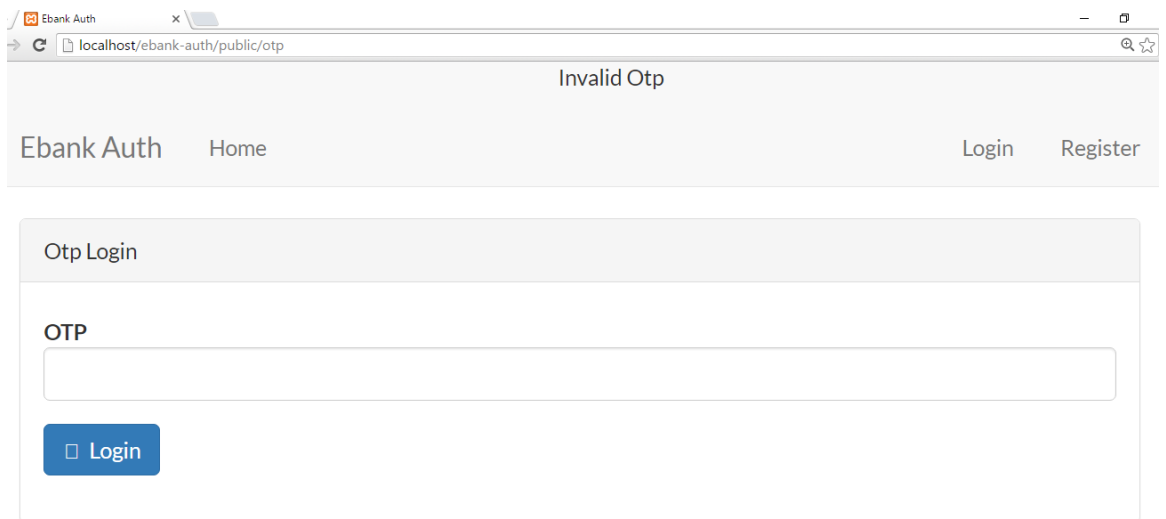 Ebank Auth
localhost/ebank-auth/public/otp
Invalid Otp
Ebank Auth Home Login Register
Otp Login
OTP
Login